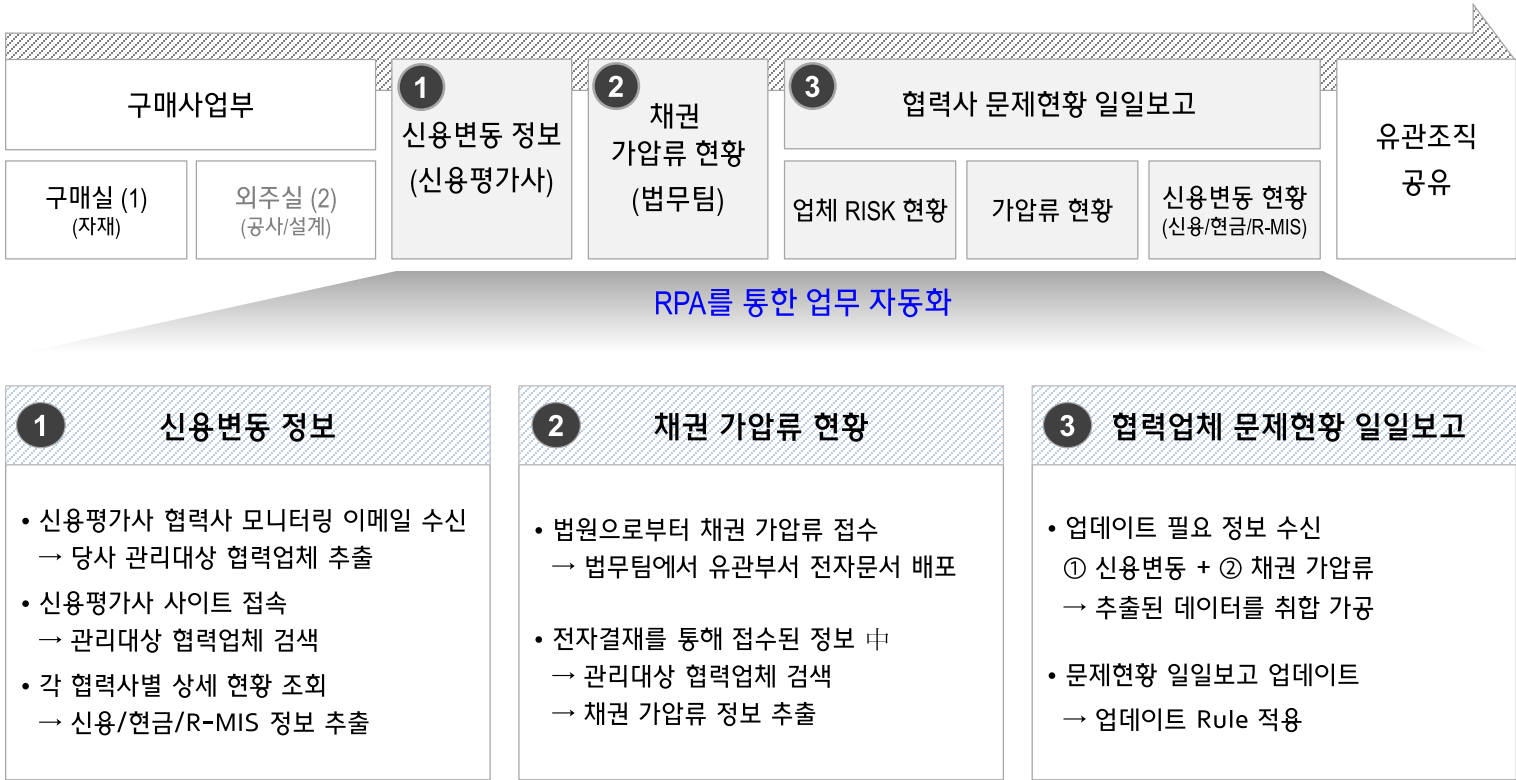 구매사업부
구매실 (1)
(자재)
외주실 (2)
(공사/설계)
1
신용변동 정보
(신용평가사)
2
채권
가압류 현황
(법무팀)
3
협력사 문제현황 일일보고
업체 RISK 현황
가압류 현황
신용변동 현황
(신용/현금/R-MIS)
유관조직
공유
RPA를 통한 업무 자동화
1 신용변동 정보
• 신용평가사 협력사 모니터링 이메일 수신
→ 당사 관리대상 협력업체 추출
• 신용평가사 사이트 접속
→ 관리대상 협력업체 검색
• 각 협력사별 상세 현황 조회
→ 신용/현금/R-MIS 정보 추출
2 채권 가압류 현황
• 법원으로부터 채권 가압류 접수
→ 법무팀에서 유관부서 전자문서 배포
• 전자결재를 통해 접수된 정보 中
→ 관리대상 협력업체 검색
→ 채권 가압류 정보 추출
3 협력업체 문제현황 일일보고
• 업데이트 필요 정보 수신
① 신용변동 + ② 채권 가압류
→ 추출된 데이터를 취합 가공
• 문제현황 일일보고 업데이트
→ 업데이트 Rule 적용